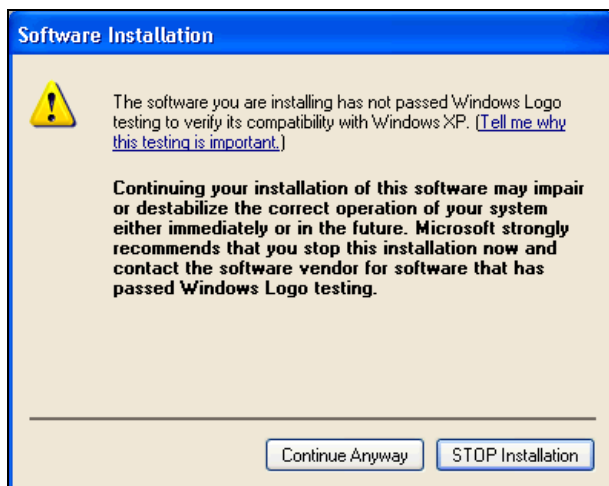 Software Installation
The software you are installing has not passed Windows Logo
testing to verify its compatibility with Windows XP. (Tell me why
this testing is important.)
Continuing your installation of this software may impair
or destabilize the correct operation of your system
either immediately or in the future. Microsoft strongly
recommends that you stop this installation now and
contact the software vendor for software that has
passed Windows Logo testing.
Continue Anyway
STOP Installation